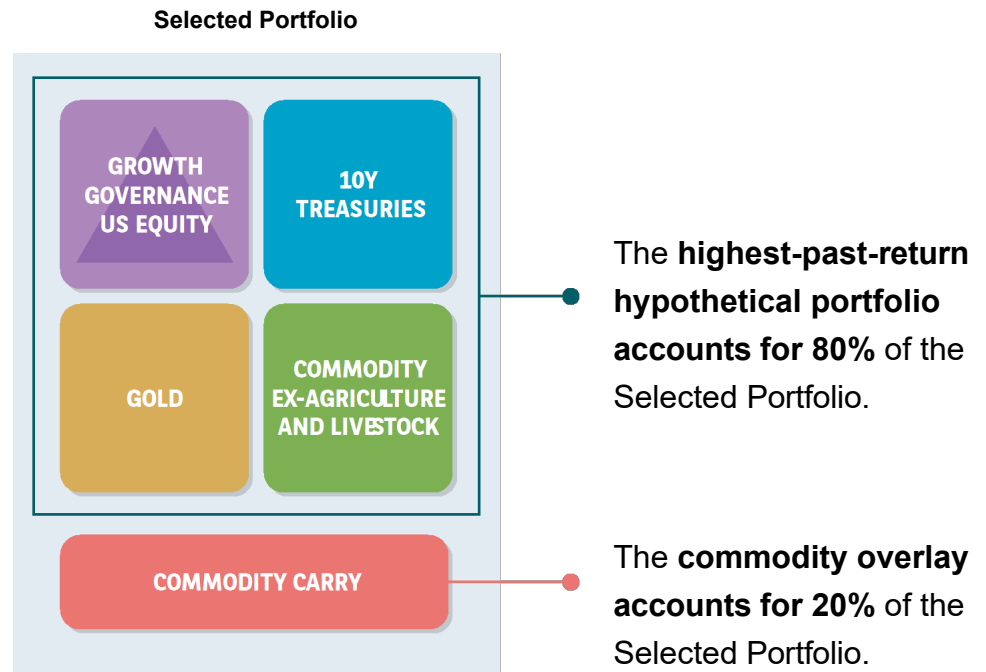 Selected Portfolio
GROWTH
GOVERNANCE
US EQUITY
10Y
TREASURIES
GOLD
COMMODITY
EX-AGRICULTURE
AND LIVESTOCK
The highest-past-return
hypothetical portfolio
accounts for 80% of the
Selected Portfolio.
COMMODITY CARRY
The commodity overlay
accounts for 20% of the
Selected Portfolio.